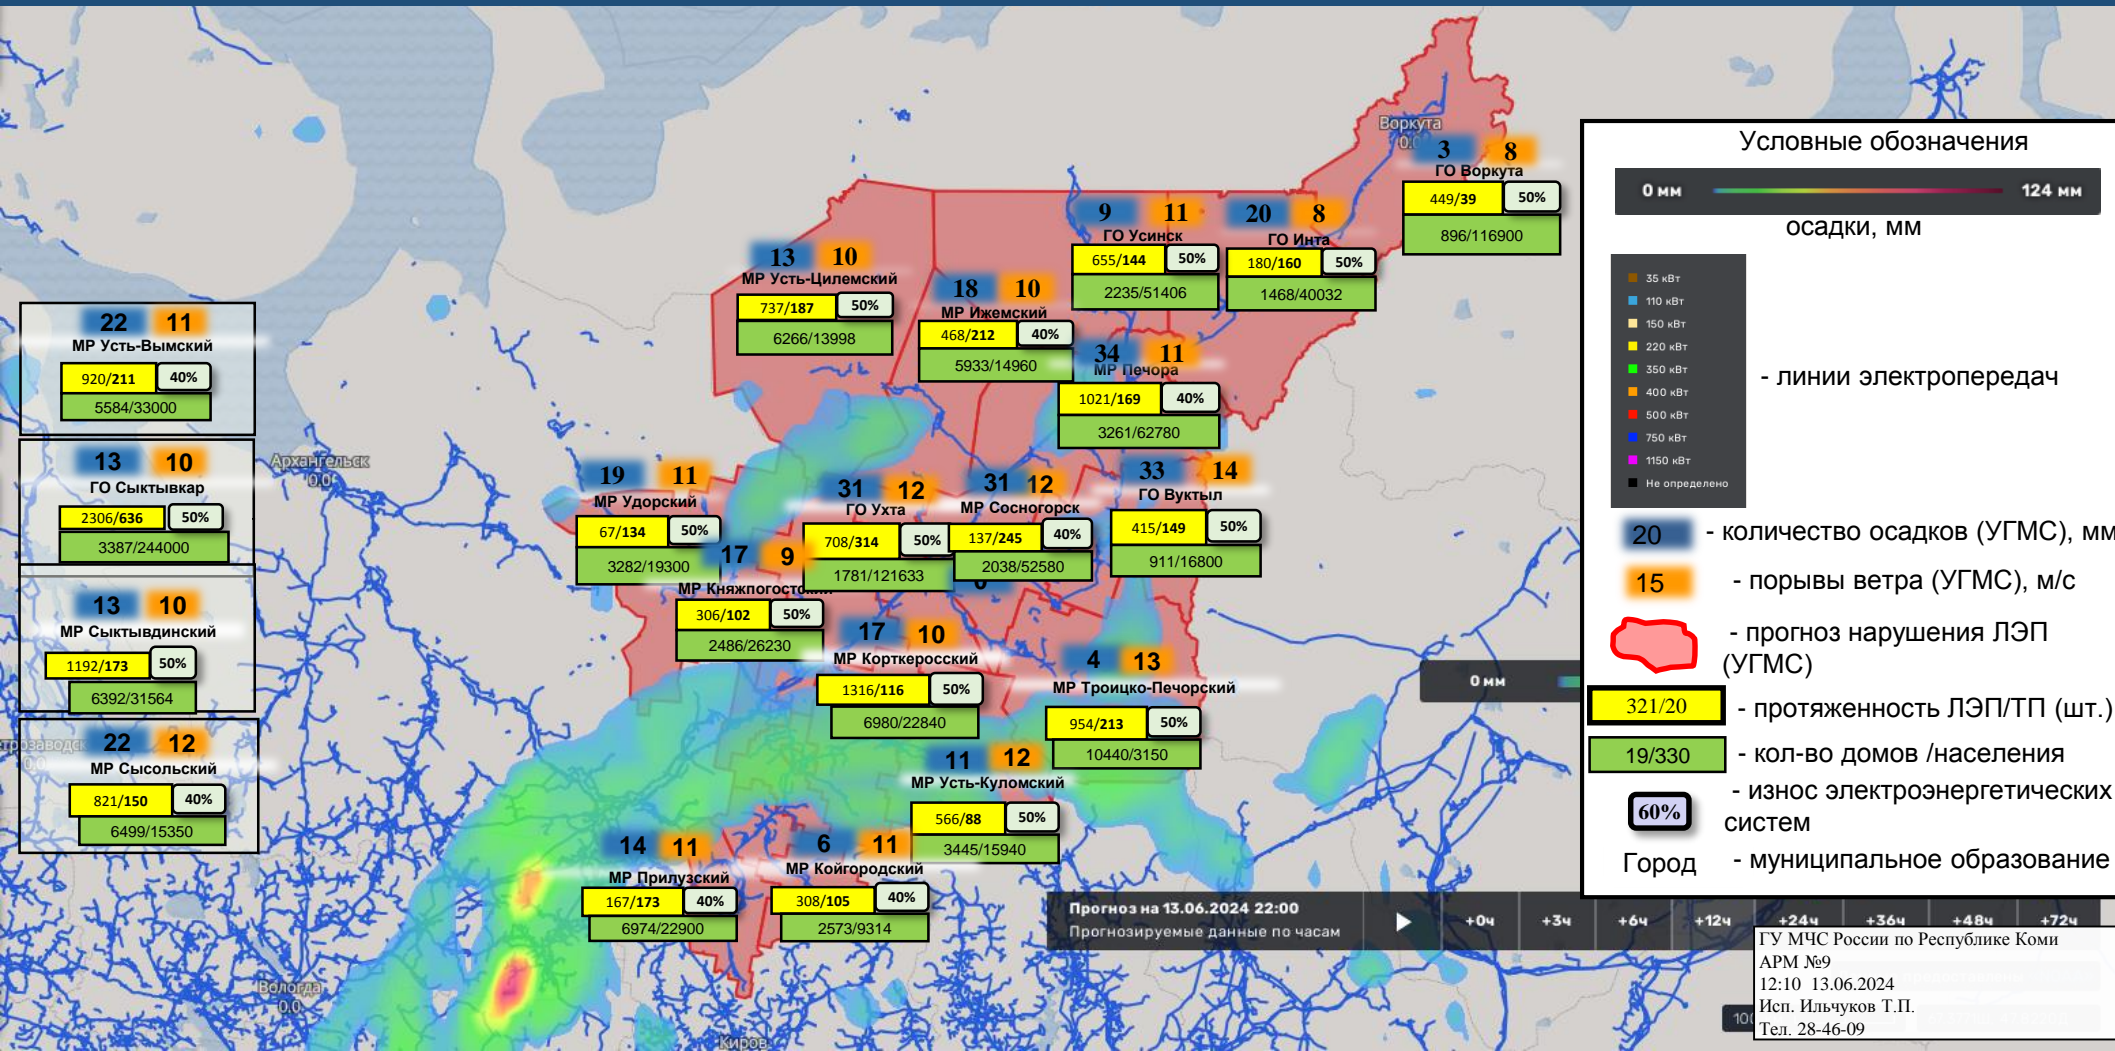 Воркута
0.0
3 8
ГО Воркута
449/39 50%
896/116900
9 11
ГО Усинск
655/144 50%
2235/51406
20 8
ГО Инта
180/160 50%
1468/40032
13 10
МР Усть-Цилемский
737/187 50%
6266/13998
18 10
МР Ижемский
468/212 40%
5933/14960
34 11
МР Печора
1021/169 40%
3261/62780
22 11
МР Усть-Вымский
920/211 40%
5584/33000
13 10
ГО Сыктывкар
2306/636 50%
3387/244000
13 10
МР Сыктывдинский
1192/173 50%
6392/31564
22 12
МР Сысольский
821/150 40%
6499/15350
Архангельск
0.0
19 11
МР Удорский
67/134 50%
3282/19300
31 12
ГО Ухта
708/314 50%
1781/121633
31 12
МР Сосногорск
137/245 40%
2038/52580
33 14
ГО Вуктыл
415/149 50%
911/16800
17 9
МР Княжпогостский
306/102 50%
2486/26230
17 10
МР Корткеросский
1316/116 50%
6980/22840
4 13
МР Троицко-Печорский
954/213 50%
10440/3150
11 12
МР Усть-Куломский
566/88 50%
3445/15940
14 11
МР Прилузский
167/173 40%
6974/22900
6 11
МР Койгородский
308/105 40%
2573/9314
Вологда
0.0
Киров
0 мм
Условные обозначения
0 мм 124 мм
осадки, мм
35 кВт
110 кВт
150 кВт
220 кВт
350 кВт
400 кВт
500 кВт
750 кВт
1150 кВт
Не определено
- линии электропередач
20 - количество осадков (УГМС), мм
15 - порывы ветра (УГМС), м/с
- прогноз нарушения ЛЭП
(УГМС)
321/20 - протяженность ЛЭП/ТП (шт.)
19/330 - кол-во домов /населения
60% - износ электроэнергетических
систем
Город - муниципальное образование
Прогноз на 13.06.2024 22:00
Прогнозируемые данные по часам
+0ч +3ч +6ч +12ч +24ч +36ч +48ч +72ч
ГУ МЧС России по Республике Коми
АРМ №9
12:10 13.06.2024
Исп. Ильчуков Т.П.
Тел. 28-46-09